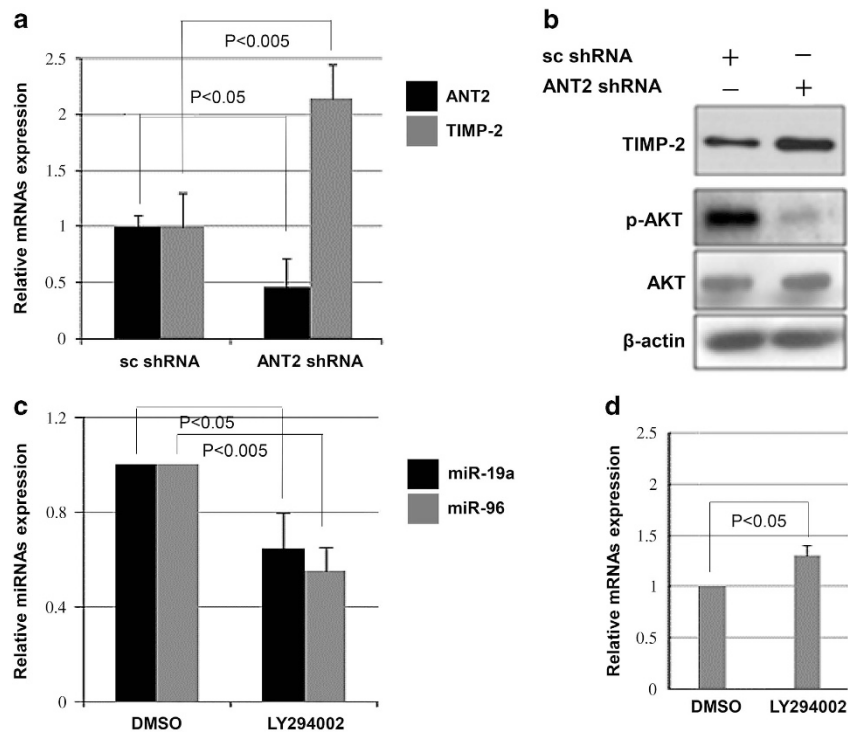 a
P<0.005
P<0.05
Relative mRNAs expression
2.5
2
1.5
1
0.5
0
sc shRNA
ANT2 shRNA
ANT2
TIMP-2
b
sc shRNA + −
ANT2 shRNA − +
TIMP-2
p-AKT
AKT
β-actin
c
P<0.05
P<0.005
Relative miRNAs expression
1.2
0.8
0.4
0
DMSO
LY294002
miR-19a
miR-96
d
P<0.05
Relative mRNAs expression
2.5
2
1.5
1
0.5
0
DMSO
LY294002